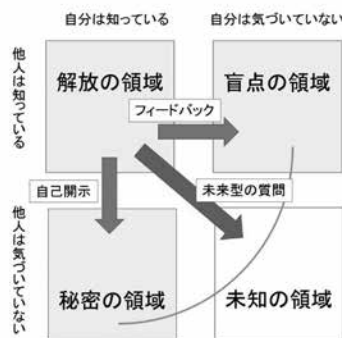 自分は知っている
自分は気づいていない
他人は知っている
解放の領域
盲点の領域
フィードバック
自己開示
未来型の質問
他人は気づいていない
秘密の領域
未知の領域